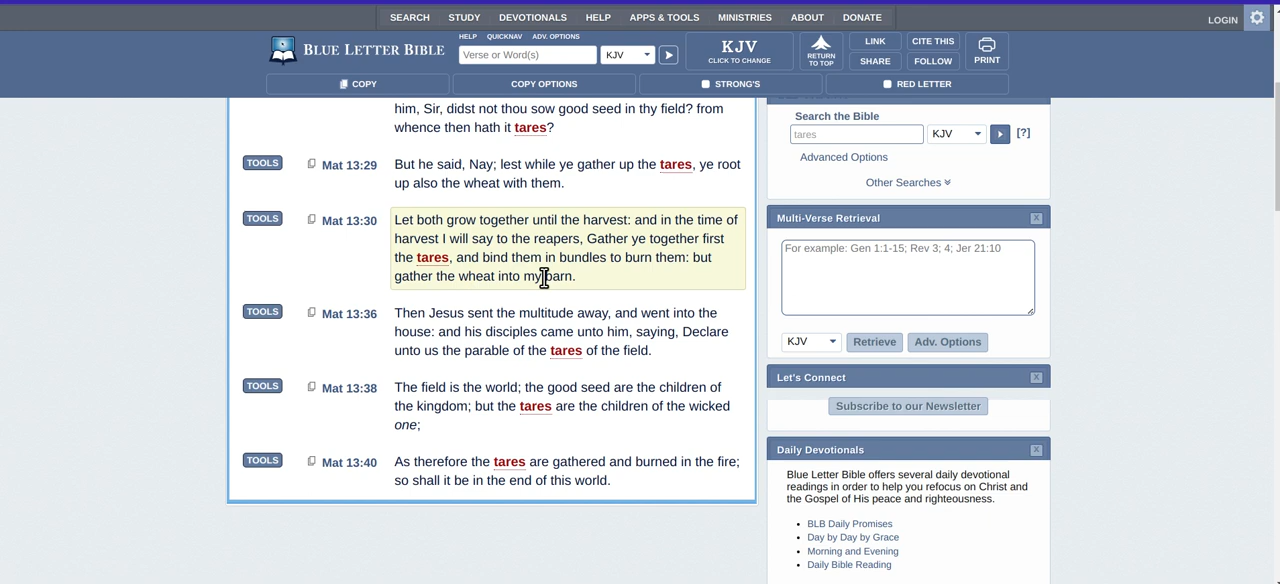 SEARCH STUDY DEVOTIONALS HELP APPS & TOOLS MINISTRIES ABOUT DONATE
LOGIN
BLUE LETTER BIBLE
HELP QUICKNAV ADV. OPTIONS
Verse or Word(s)
KJV
KJV
CLICK TO CHANGE
RETURN
TO TOP
LINK
CITE THIS
SHARE
FOLLOW
PRINT
COPY
COPY OPTIONS
STRONG'S
RED LETTER
him, Sir, didst not thou sow good seed in thy field? from
whence then hath it tares?
TOOLS Mat 13:29 But he said, Nay; lest while ye gather up the tares, ye root
up also the wheat with them.
TOOLS Mat 13:30 Let both grow together until the harvest: and in the time of
harvest I will say to the reapers, Gather ye together first
the tares, and bind them in bundles to burn them: but
gather the wheat into my barn.
TOOLS Mat 13:36 Then Jesus sent the multitude away, and went into the
house: and his disciples came unto him, saying, Declare
unto us the parable of the tares of the field.
TOOLS Mat 13:38 The field is the world; the good seed are the children of
the kingdom; but the tares are the children of the wicked
one;
TOOLS Mat 13:40 As therefore the tares are gathered and burned in the fire;
so shall it be in the end of this world.
Search the Bible
tares KJV [?]
Advanced Options
Other Searches
Multi-Verse Retrieval X
For example: Gen 1:1-15; Rev 3; 4; Jer 21:10
KJV Retrieve Adv. Options
Let's Connect X
Subscribe to our Newsletter
Daily Devotionals X
Blue Letter Bible offers several daily devotional
readings in order to help you refocus on Christ and
the Gospel of His peace and righteousness.
• BLB Daily Promises
• Day by Day by Grace
• Morning and Evening
• Daily Bible Reading